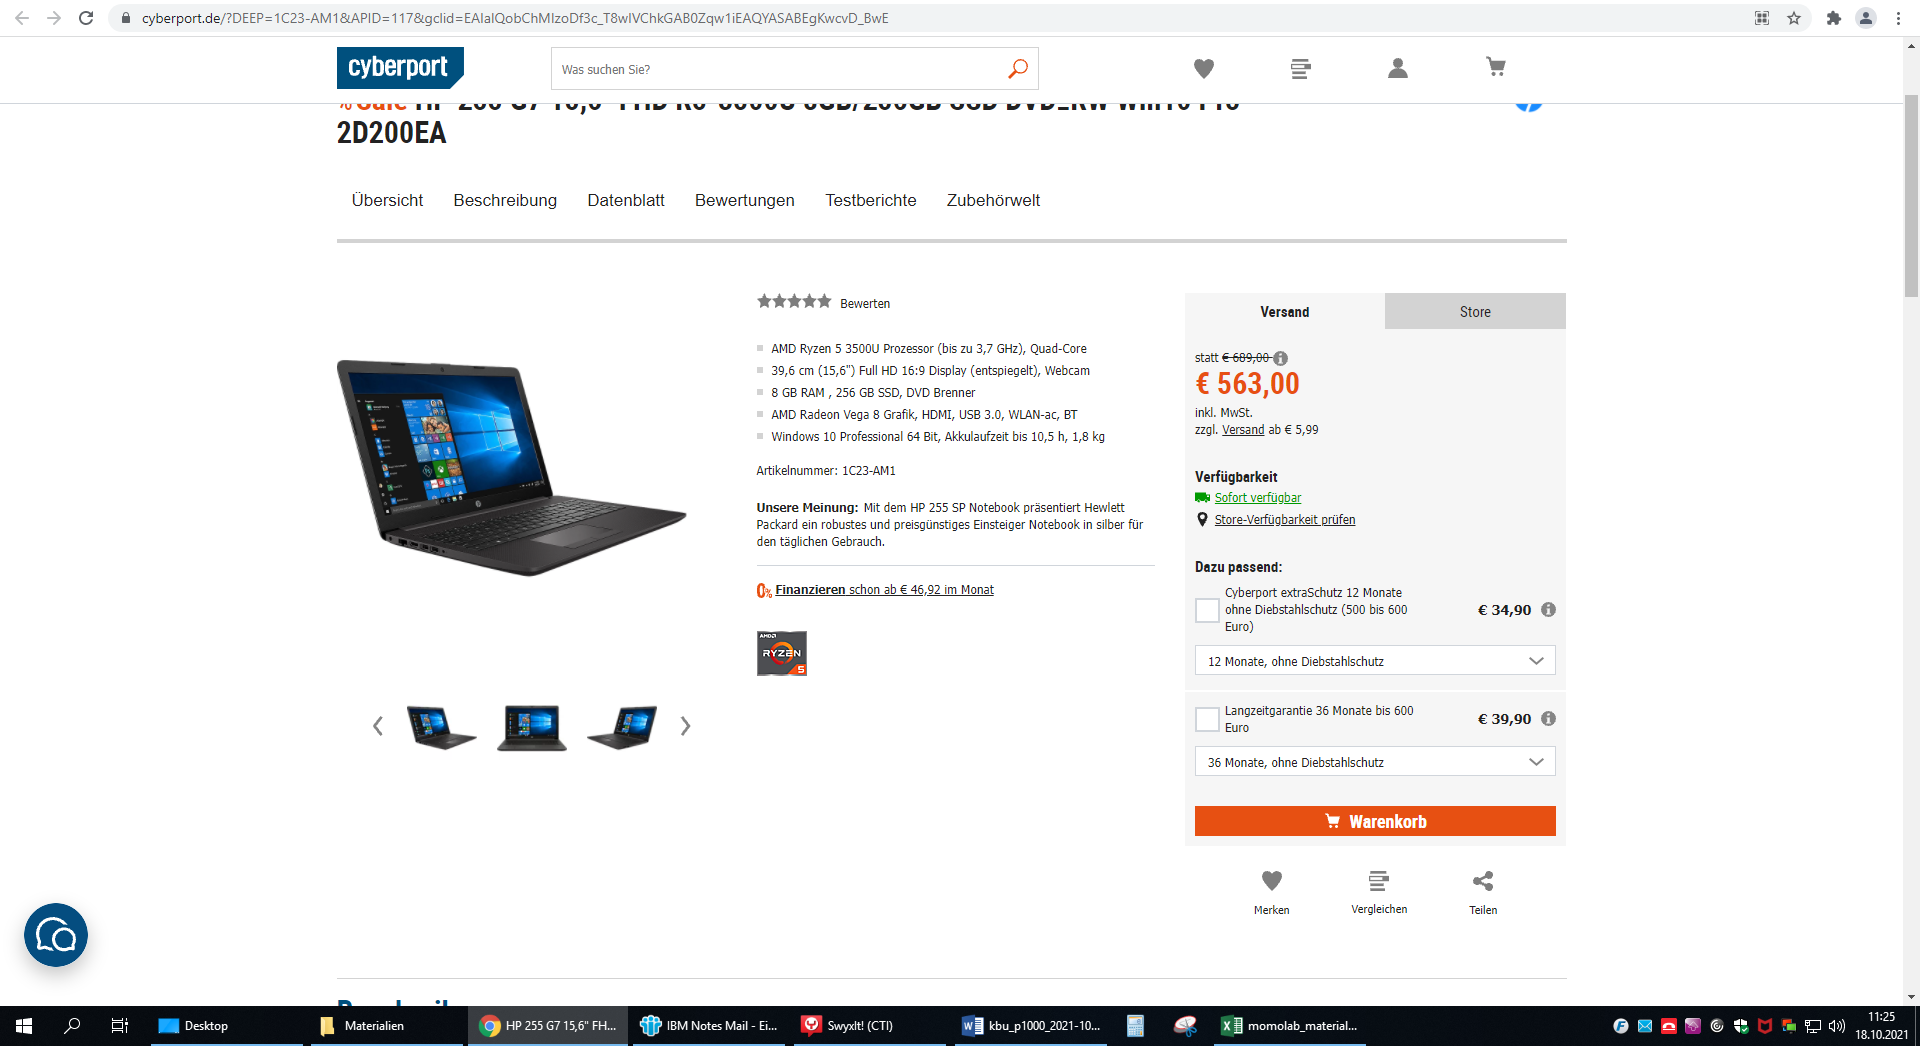 cyberport.de/?DEEP=1C23-AM1&APID=117&gclid=EAIaIQobChMIzoDf3c_T8wIVChkGAB0Zqw1iEAQYASABEgKwcvD_BwE
cyberport
Was suchen Sie?
2D200EA
Übersicht
Beschreibung
Datenblatt
Bewertungen
Testberichte
Zubehörwelt
Bewerten
AMD Ryzen 5 3500U Prozessor (bis zu 3,7 GHz), Quad-Core
39,6 cm (15,6") Full HD 16:9 Display (entspiegelt), Webcam
8 GB RAM , 256 GB SSD, DVD Brenner
AMD Radeon Vega 8 Grafik, HDMI, USB 3.0, WLAN-ac, BT
Windows 10 Professional 64 Bit, Akkulaufzeit bis 10,5 h, 1,8 kg
Artikelnummer: 1C23-AM1
Unsere Meinung: Mit dem HP 255 SP Notebook präsentiert Hewlett
Packard ein robustes und preisgünstiges Einsteiger Notebook in silber für
den täglichen Gebrauch.
0% Finanzieren schon ab € 46,92 im Monat
AMD
RYZEN
5
Versand
Store
statt € 689,00
€ 563,00
inkl. MwSt.
zzgl. Versand ab € 5,99
Verfügbarkeit
Sofort verfügbar
Store-Verfügbarkeit prüfen
Dazu passend:
Cyberport extraSchutz 12 Monate
ohne Diebstahlschutz (500 bis 600
Euro)
€ 34,90
12 Monate, ohne Diebstahlschutz
Langzeitgarantie 36 Monate bis 600
Euro
€ 39,90
36 Monate, ohne Diebstahlschutz
Warenkorb
Merken
Vergleichen
Teilen
Desktop
Materialien
HP 255 G7 15,6" FH...
IBM Notes Mail - Ei...
SwyxIt! (CTI)
kbu_p1000_2021-10...
momolab_material...
11:25
18.10.2021